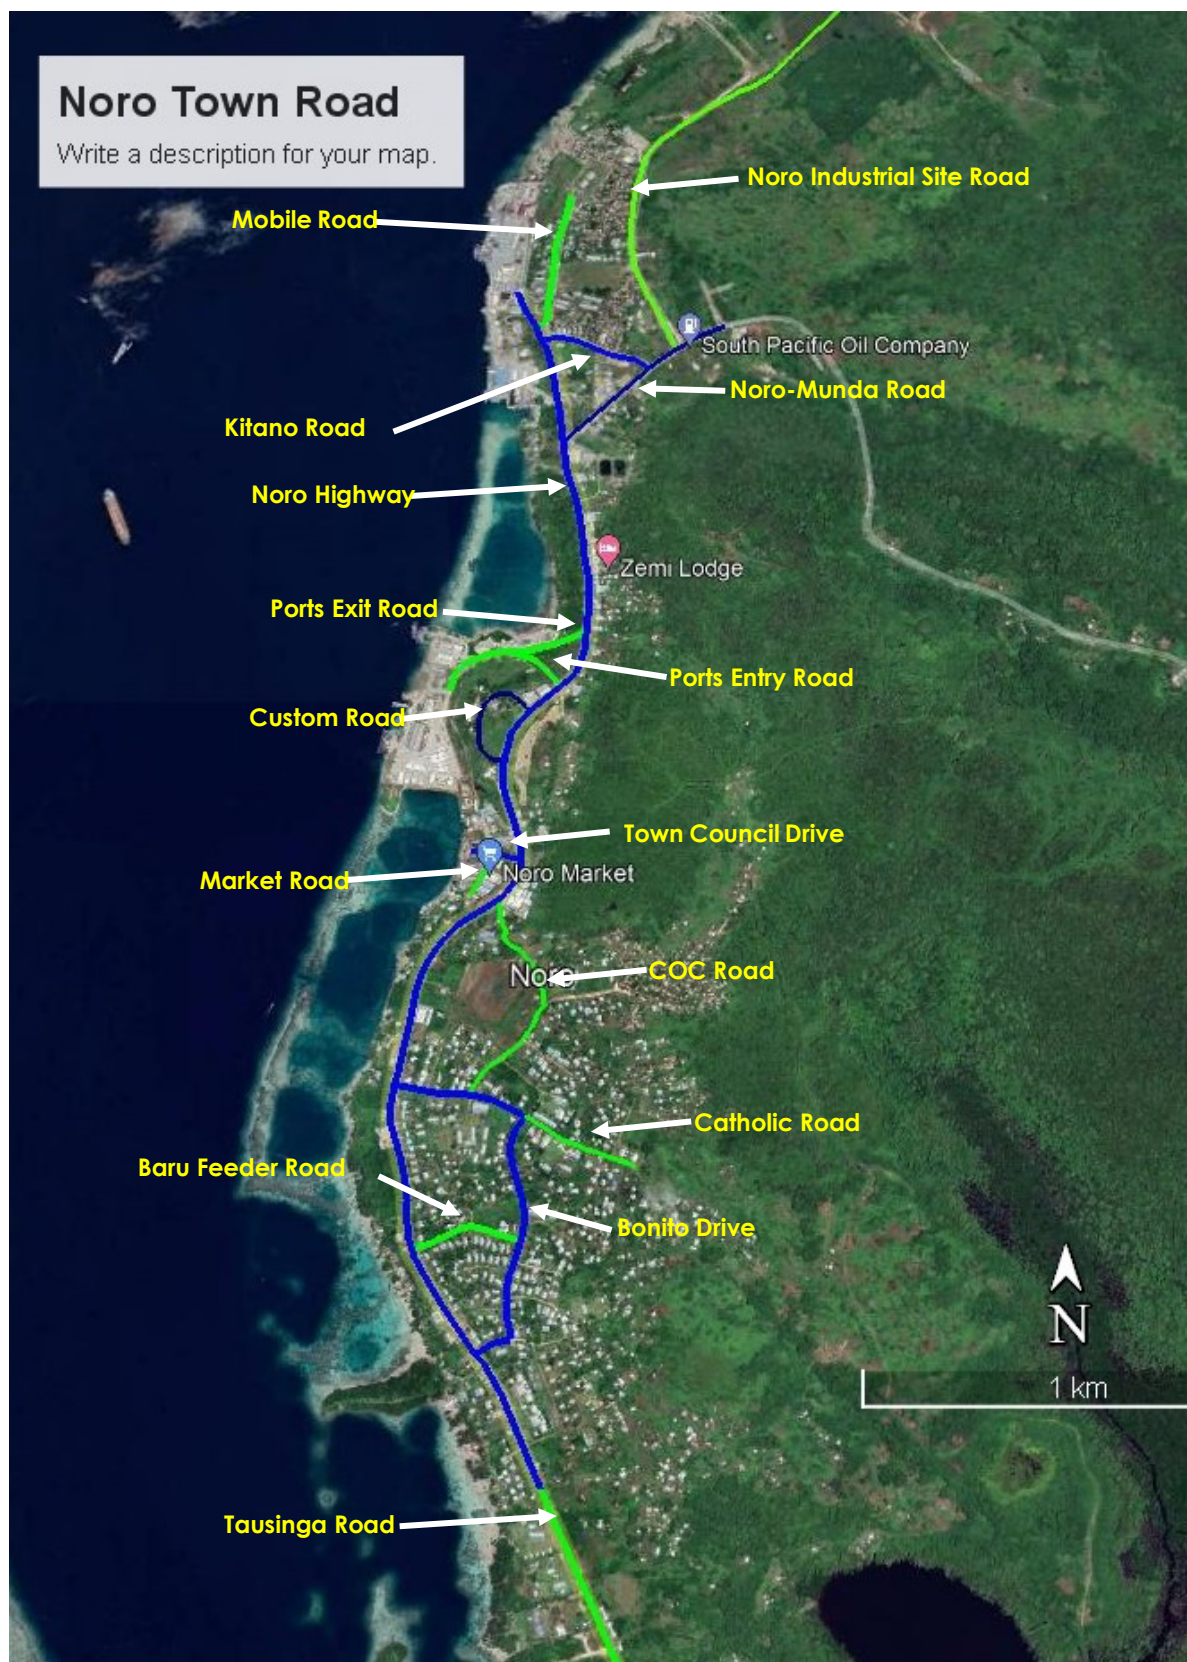 Noro Town Road
Write a description for your map.
Noro Industrial Site Road
Mobile Road
South Pacific Oil Company
Noro-Munda Road
Kitano Road
Noro Highway
Zemi Lodge
Ports Exit Road
Ports Entry Road
Custom Road
Town Council Drive
Noro Market
Market Road
COC Road
Noro
Catholic Road
Baru Feeder Road
Bonito Drive
N
1 km
Tausinga Road